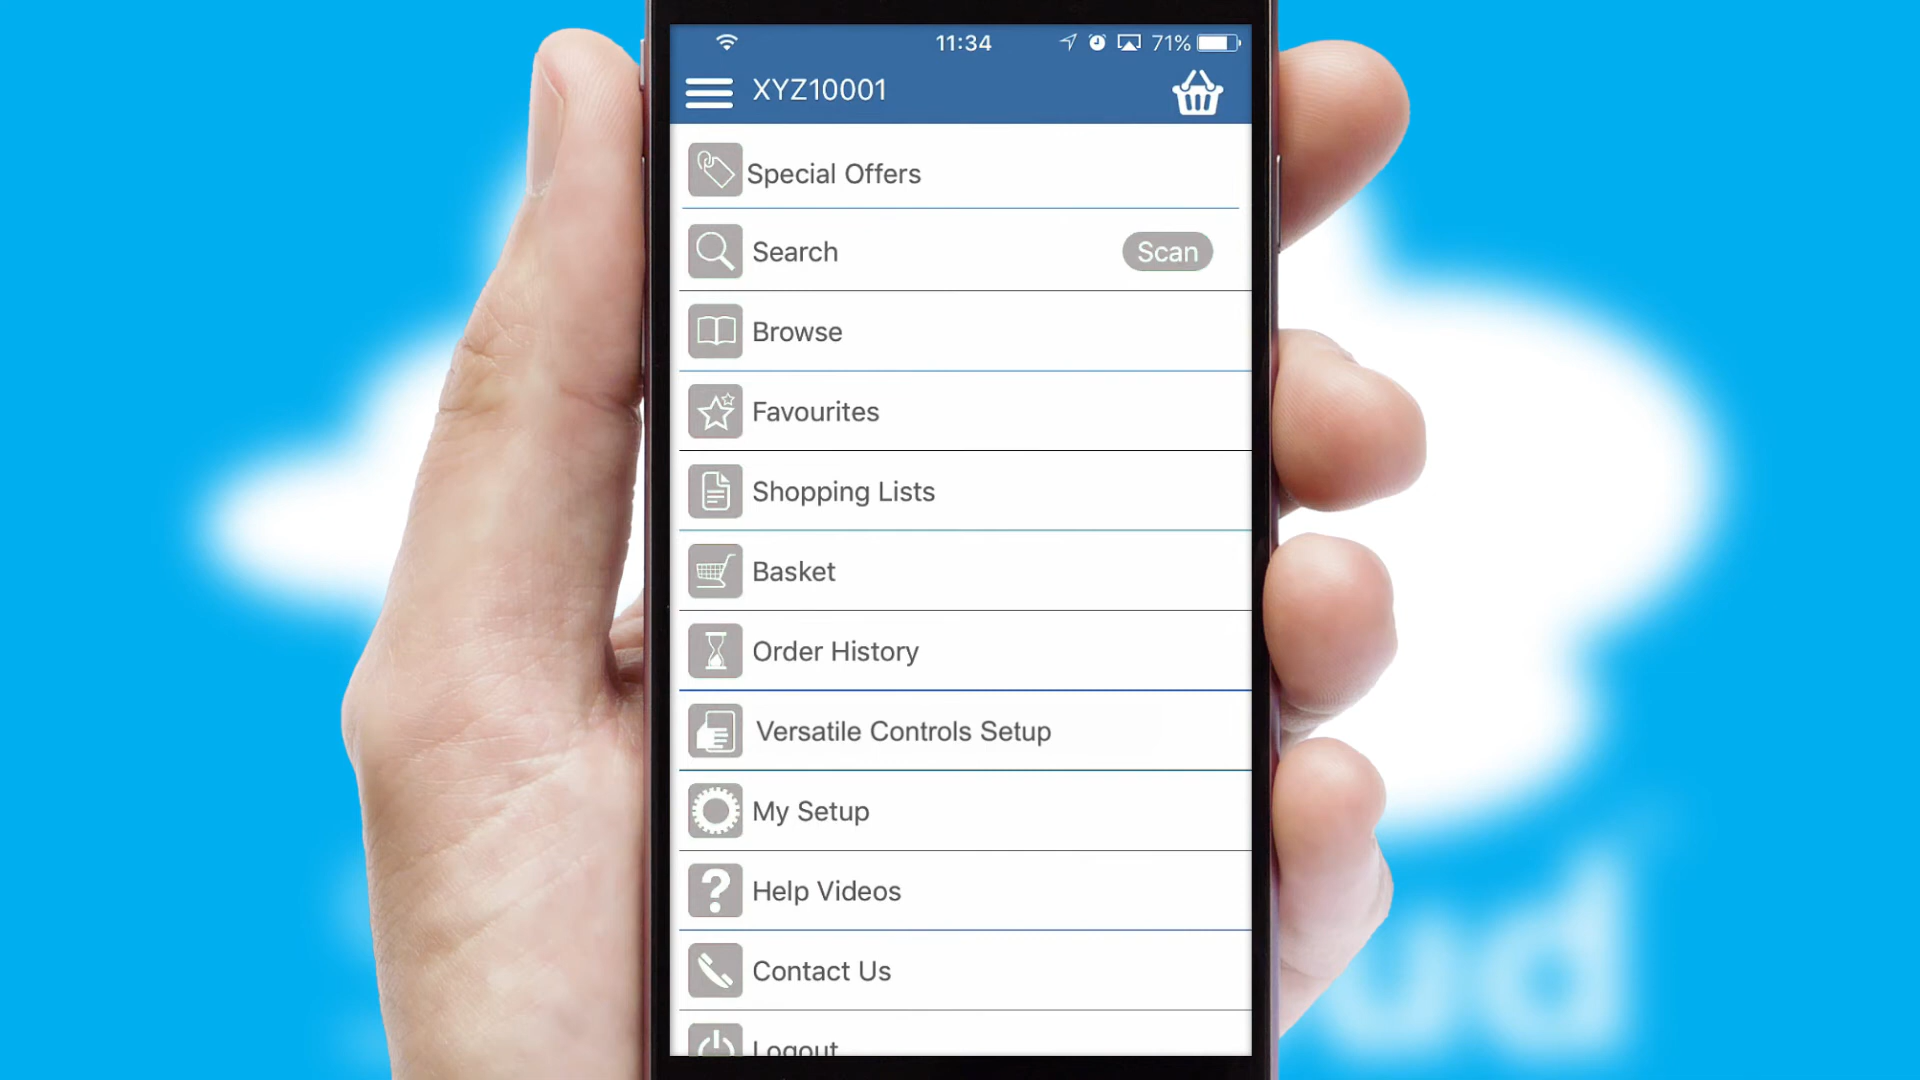 11:34 71%
XYZ10001
Special Offers
Search Scan
Browse
Favourites
Shopping Lists
Basket
Order History
Versatile Controls Setup
My Setup
Help Videos
Contact Us
Logout
ud